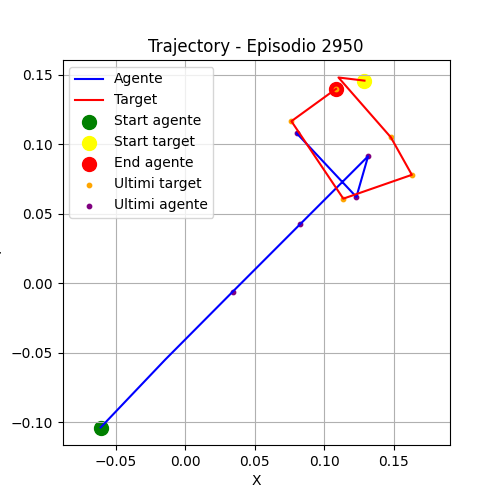 Trajectory - Episodio 2950
Agente
Target
Start agente
Start target
End agente
Ultimi target
Ultimi agente
0.15
0.10
0.05
0.00
−0.05
−0.10
−0.05
0.00
0.05
0.10
0.15
X